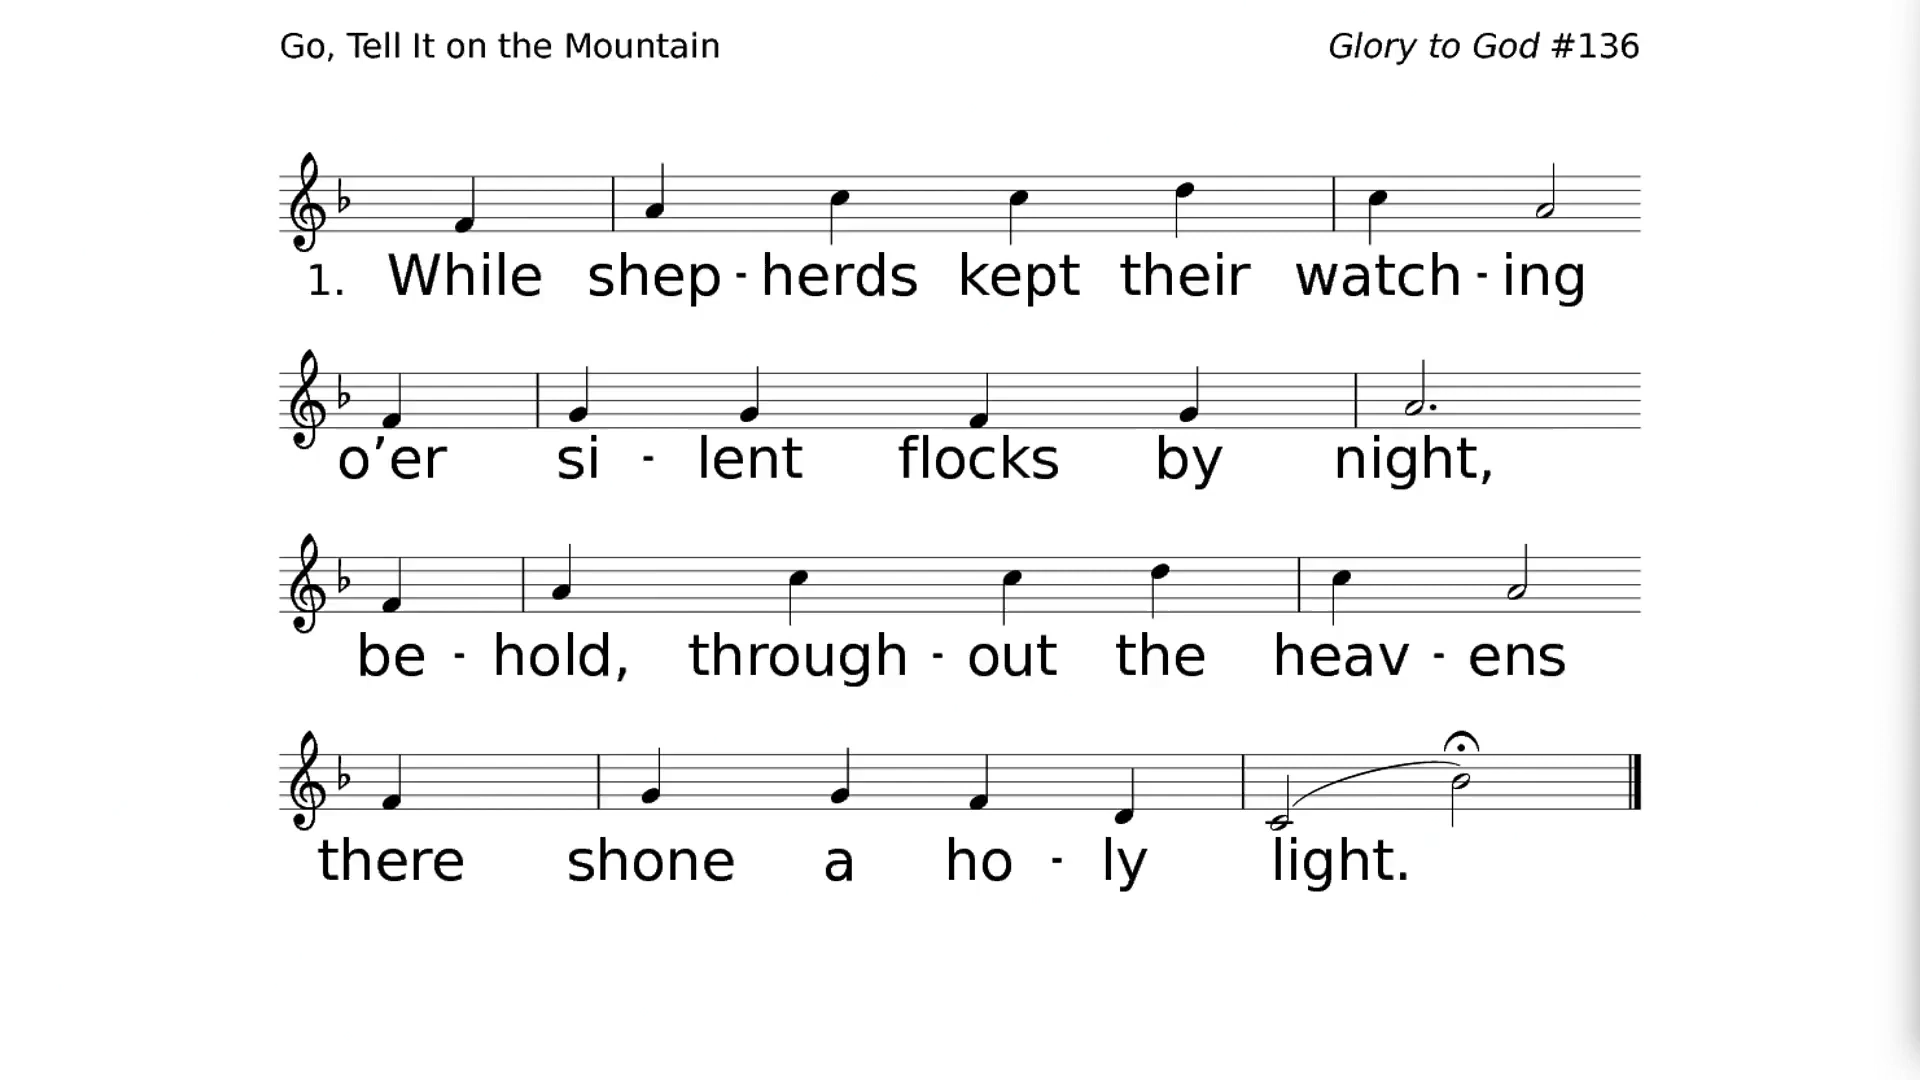 Go, Tell It on the Mountain
Glory to God #136
1. While shep - herds kept their watch - ing
o’er si - lent flocks by night,
be - hold, through - out the heav - ens
there shone a ho - ly light.